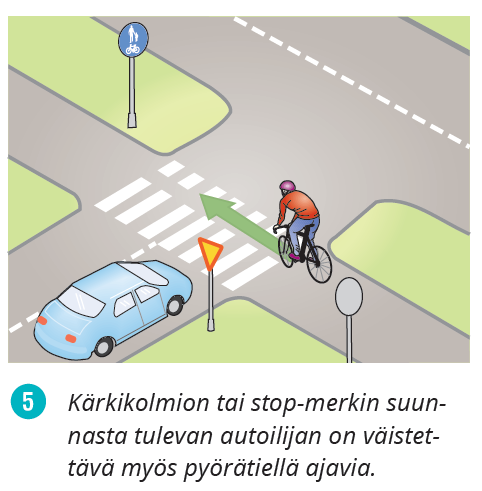 5 Kärkikolmion tai stop-merkin suun-
nasta tulevan autoilijan on väistet-
tävä myös pyörätiellä ajavia.